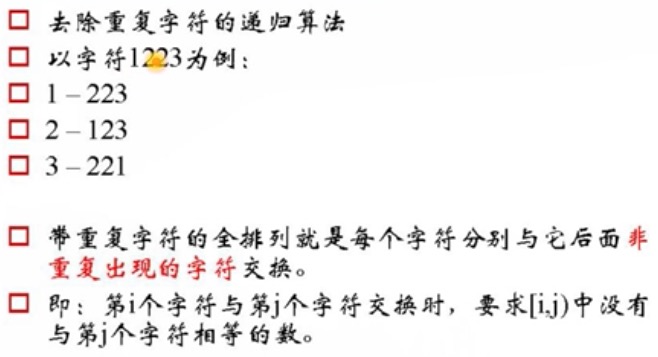 去除重复字符的递归算法
以字符1223为例：
1 – 223
2 – 123
3 – 221
带重复字符的全排列就是每个字符分别与它后面非
重复出现的字符交换。
即：第i个字符与第j个字符交换时，要求[i,j)中没有
与第j个字符相等的数。